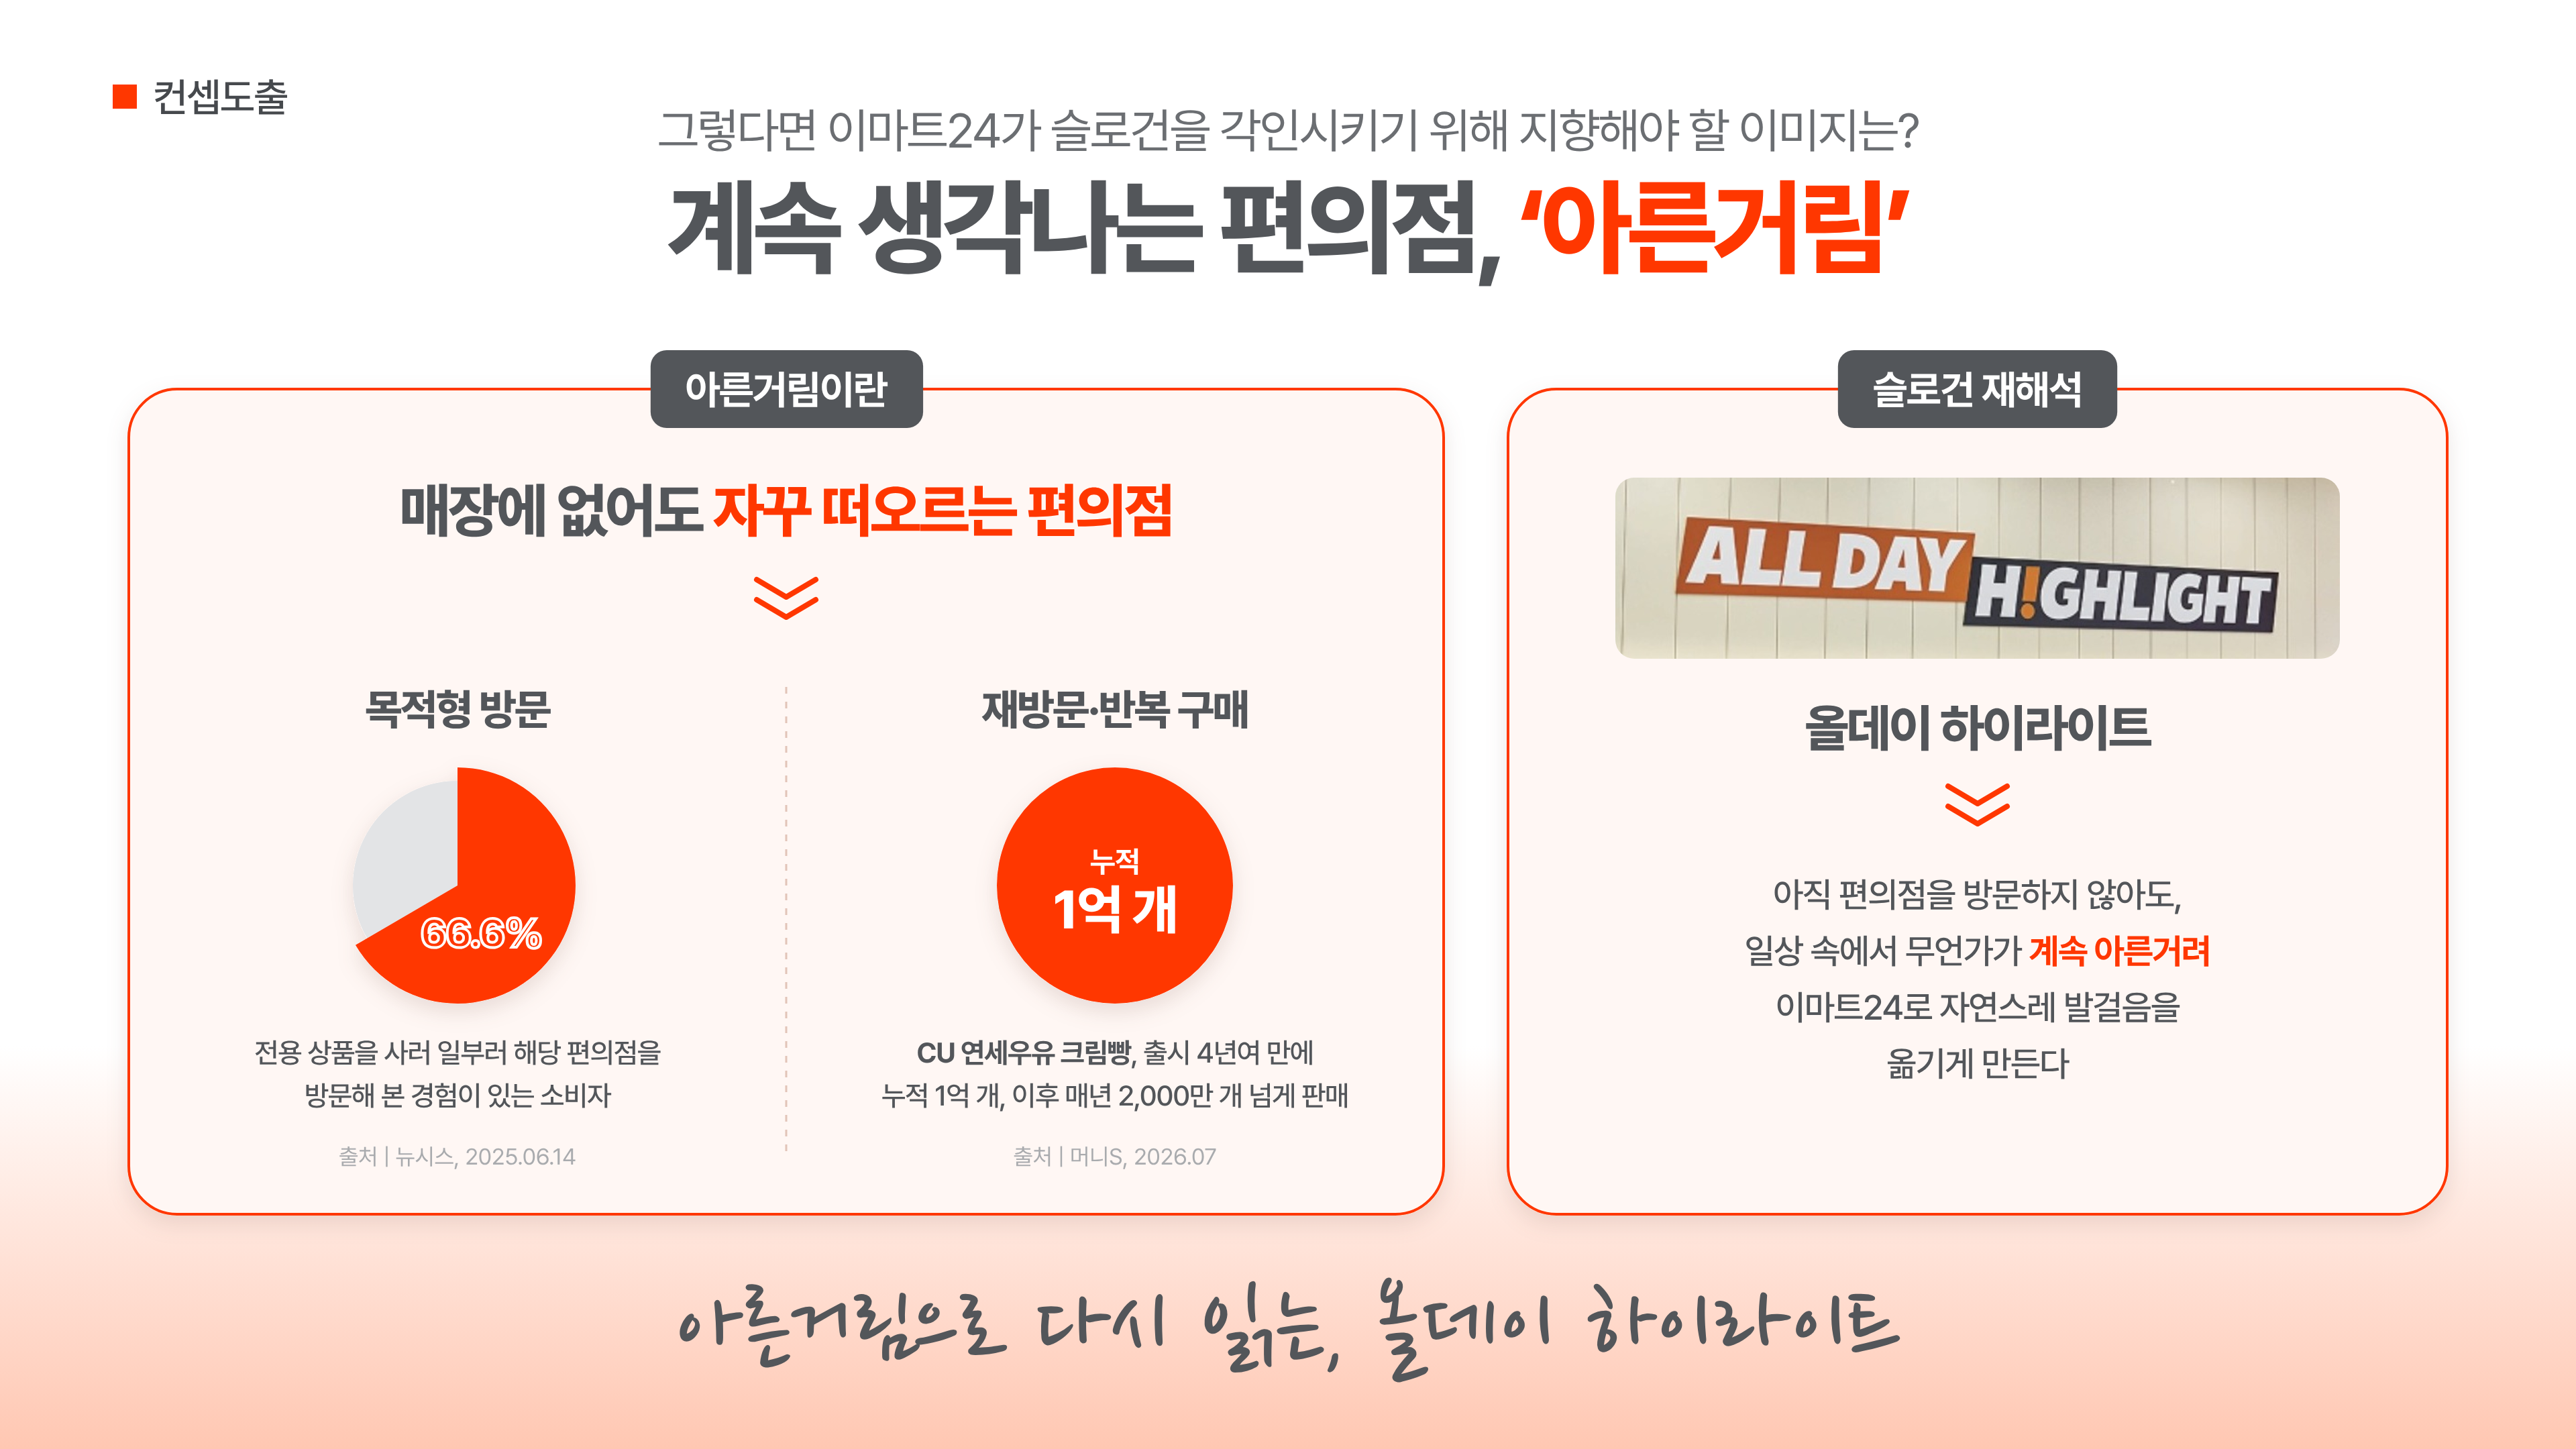 컨셉도출
그렇다면 이마트24가 슬로건을 각인시키기 위해 지향해야 할 이미지는?
계속 생각나는 편의점, ‘아른거림’
아른거림이란
매장에 없어도 자꾸 떠오르는 편의점
목적형 방문
66.6%
전용 상품을 사러 일부러 해당 편의점을
방문해 본 경험이 있는 소비자
출처 | 뉴시스, 2025.06.14
재방문·반복 구매
누적
1억 개
CU 연세우유 크림빵, 출시 4년여 만에
누적 1억 개, 이후 매년 2,000만 개 넘게 판매
출처 | 머니S, 2026.07
슬로건 재해석
ALL DAY
H!GHLIGHT
올데이 하이라이트
아직 편의점을 방문하지 않아도,
일상 속에서 무언가가 계속 아른거려
이마트24로 자연스레 발걸음을
옮기게 만든다
아른거림으로 다시 읽는, 올데이 하이라이트